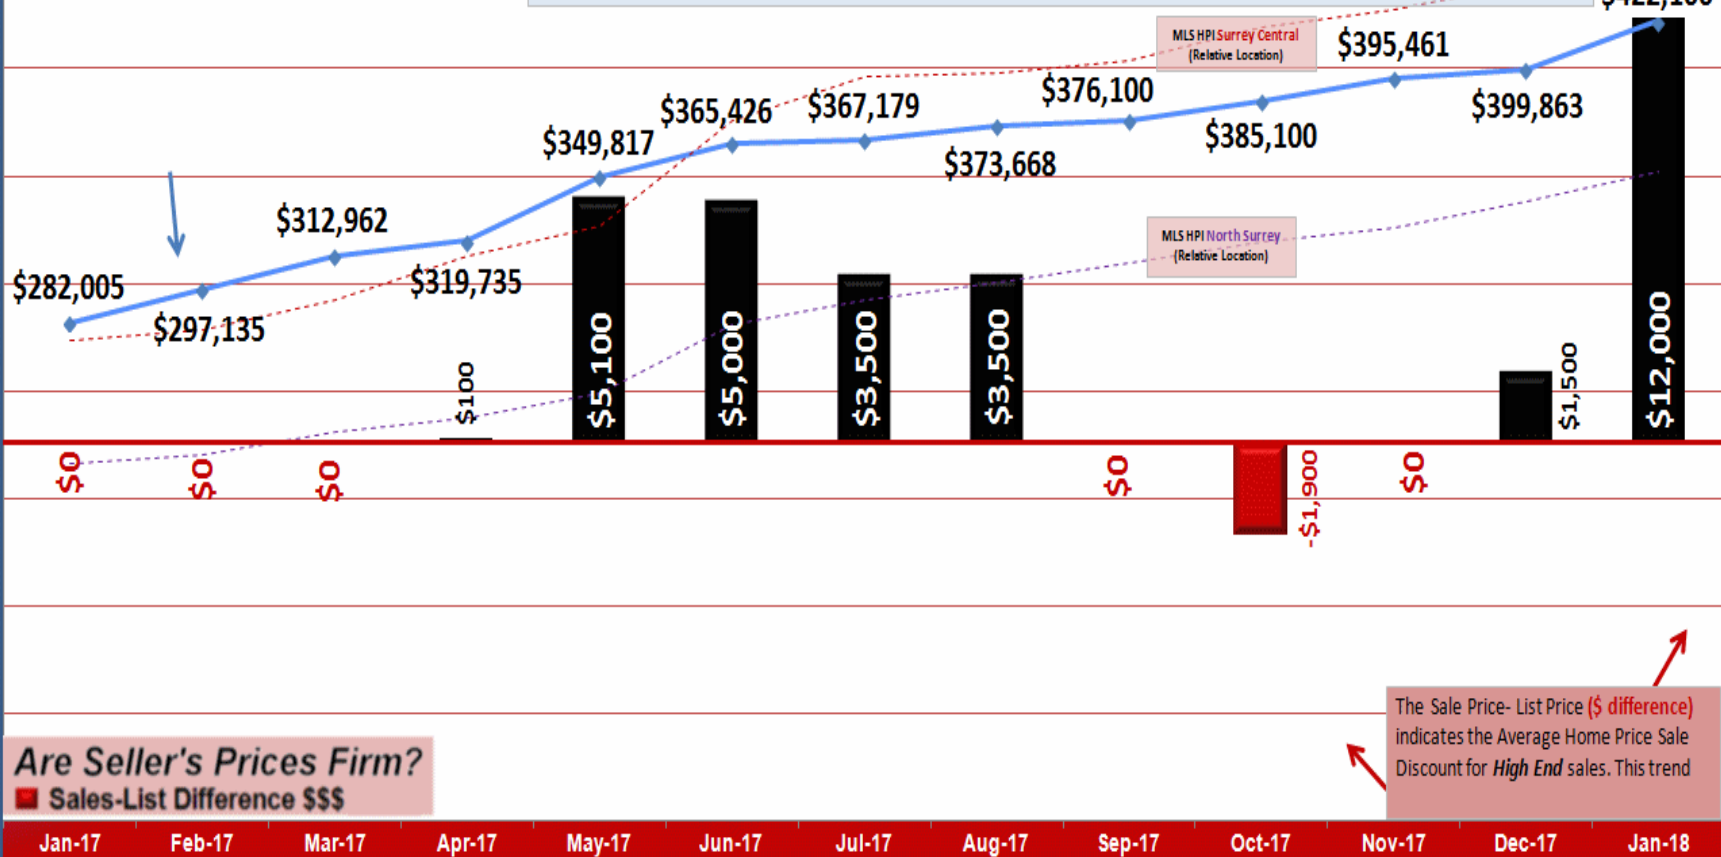 $422,100
MLS HPI Surrey Central
(Relative Location)
$395,461
$376,100
$365,426
$367,179
$399,863
$349,817
$385,100
$373,668
$312,962
MLS HPI North Surrey
(Relative Location)
$282,005
$319,735
$297,135
$100
$5,100
$5,000
$3,500
$3,500
$1,500
$12,000
$0
$0
$0
$0
-$1,900
$0
The Sale Price- List Price ($ difference)
indicates the Average Home Price Sale
Discount for High End sales. This trend
Are Seller's Prices Firm?
Sales-List Difference $$$
Jan-17 Feb-17 Mar-17 Apr-17 May-17 Jun-17 Jul-17 Aug-17 Sep-17 Oct-17 Nov-17 Dec-17 Jan-18